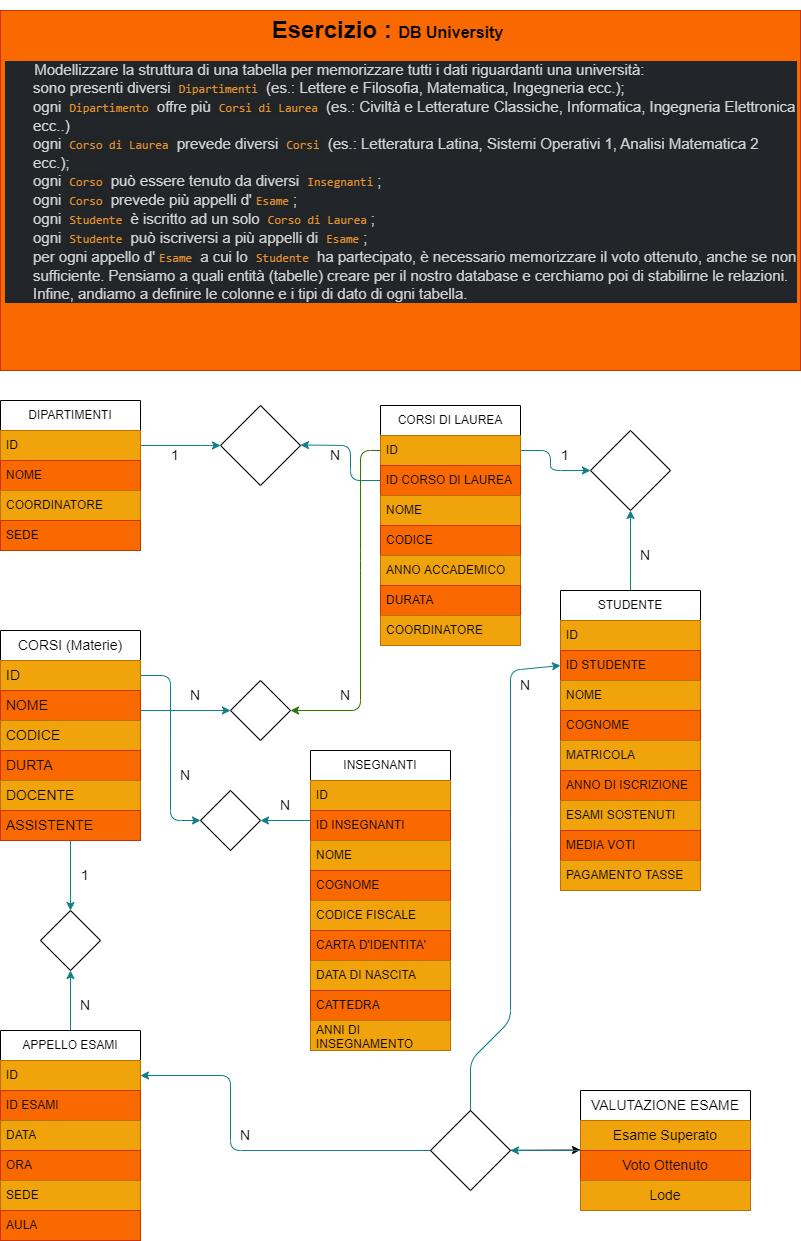 Esercizio : DB University
Modellizzare la struttura di una tabella per memorizzare tutti i dati riguardanti una università:
sono presenti diversi Dipartimenti (es.: Lettere e Filosofia, Matematica, Ingegneria ecc.);
ogni Dipartimento offre più Corsi di Laurea (es.: Civiltà e Letterature Classiche, Informatica, Ingegneria Elettronica
ecc..)
ogni Corso di Laurea prevede diversi Corsi (es.: Letteratura Latina, Sistemi Operativi 1, Analisi Matematica 2
ecc.);
ogni Corso può essere tenuto da diversi Insegnanti;
ogni Corso prevede più appelli d'Esame;
ogni Studente è iscritto ad un solo Corso di Laurea;
ogni Studente può iscriversi a più appelli di Esame;
per ogni appello d'Esame a cui lo Studente ha partecipato, è necessario memorizzare il voto ottenuto, anche se non
sufficiente. Pensiamo a quali entità (tabelle) creare per il nostro database e cerchiamo poi di stabilirne le relazioni.
Infine, andiamo a definire le colonne e i tipi di dato di ogni tabella.
DIPARTIMENTI
ID
NOME
COORDINATORE
SEDE
1
N
CORSI DI LAUREA
ID
ID CORSO DI LAUREA
NOME
CODICE
ANNO ACCADEMICO
DURATA
COORDINATORE
1
N
STUDENTE
ID
ID STUDENTE
NOME
COGNOME
MATRICOLA
ANNO DI ISCRIZIONE
ESAMI SOSTENUTI
MEDIA VOTI
PAGAMENTO TASSE
N
CORSI (Materie)
ID
NOME
CODICE
DURTA
DOCENTE
ASSISTENTE
N
N
N
N
INSEGNANTI
ID
ID INSEGNANTI
NOME
COGNOME
CODICE FISCALE
CARTA D'IDENTITA'
DATA DI NASCITA
CATTEDRA
ANNI DI
INSEGNAMENTO
1
N
APPELLO ESAMI
ID
ID ESAMI
DATA
ORA
SEDE
AULA
N
VALUTAZIONE ESAME
Esame Superato
Voto Ottenuto
Lode